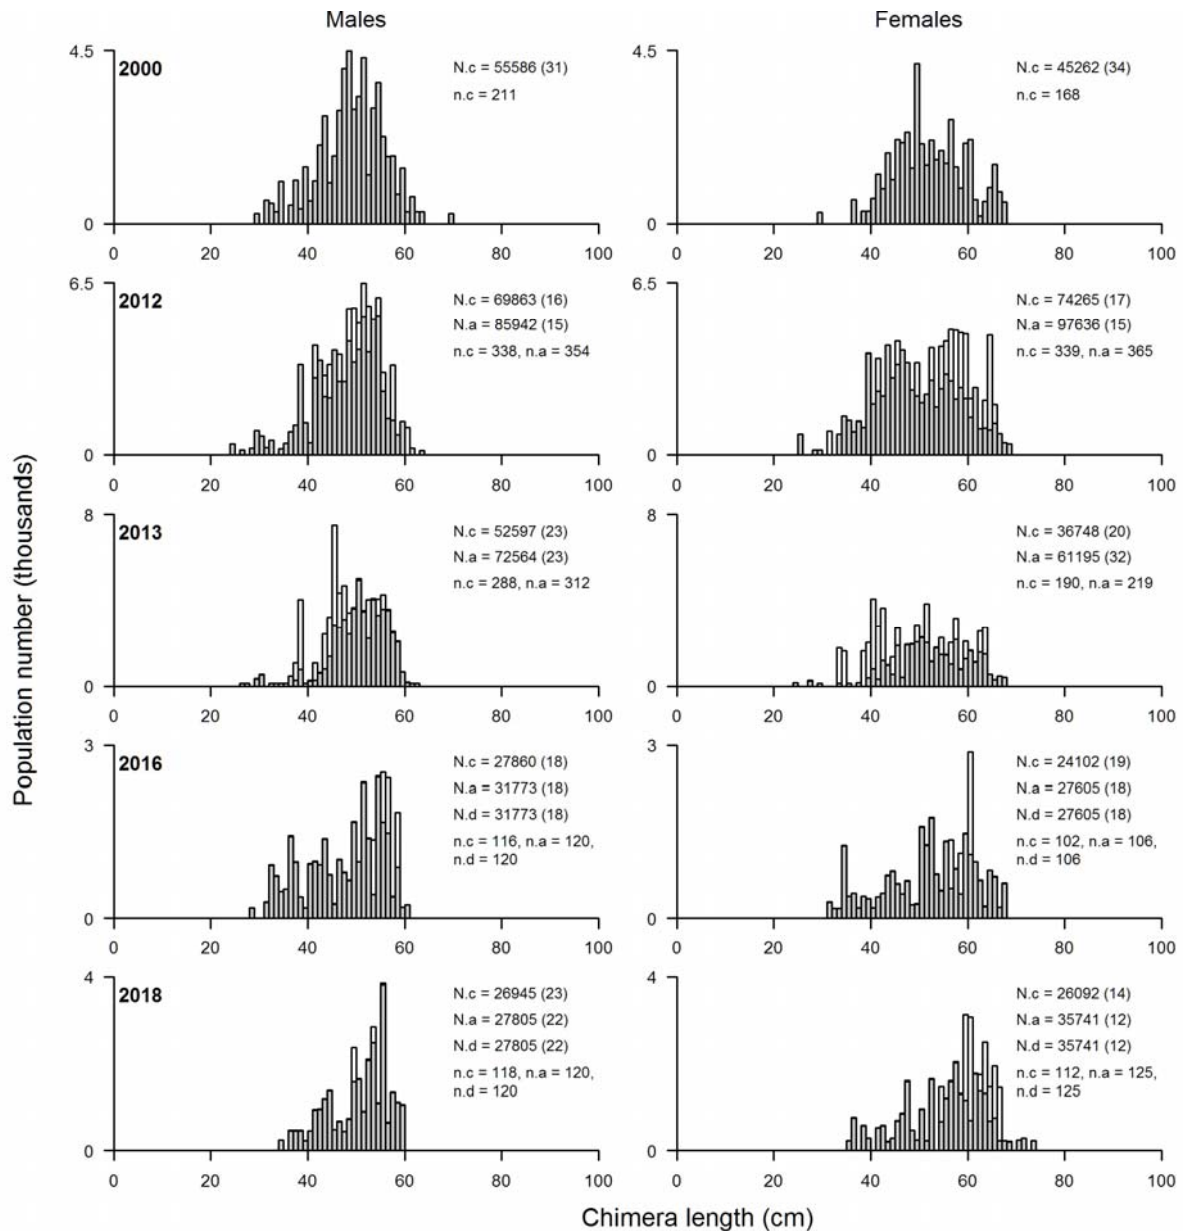 Males
Females
4.5
2000
N.c = 55586 (31)
n.c = 211
0
0 20 40 60 80 100
4.5
N.c = 45262 (34)
n.c = 168
0
0 20 40 60 80 100
6.5
2012
N.c = 69863 (16)
N.a = 85942 (15)
n.c = 338, n.a = 354
0
0 20 40 60 80 100
6.5
N.c = 74265 (17)
N.a = 97636 (15)
n.c = 339, n.a = 365
0
0 20 40 60 80 100
8
2013
N.c = 52597 (23)
N.a = 72564 (23)
n.c = 288, n.a = 312
0
0 20 40 60 80 100
8
N.c = 36748 (20)
N.a = 61195 (32)
n.c = 190, n.a = 219
0
0 20 40 60 80 100
3
2016
N.c = 27860 (18)
N.a = 31773 (18)
N.d = 31773 (18)
n.c = 116, n.a = 120,
n.d = 120
0
0 20 40 60 80 100
3
N.c = 24102 (19)
N.a = 27605 (18)
N.d = 27605 (18)
n.c = 102, n.a = 106,
n.d = 106
0
0 20 40 60 80 100
4
2018
N.c = 26945 (23)
N.a = 27805 (22)
N.d = 27805 (22)
n.c = 118, n.a = 120,
n.d = 120
0
0 20 40 60 80 100
4
N.c = 26092 (14)
N.a = 35741 (12)
N.d = 35741 (12)
n.c = 112, n.a = 125,
n.d = 125
0
0 20 40 60 80 100
Population number (thousands)
Chimera length (cm)